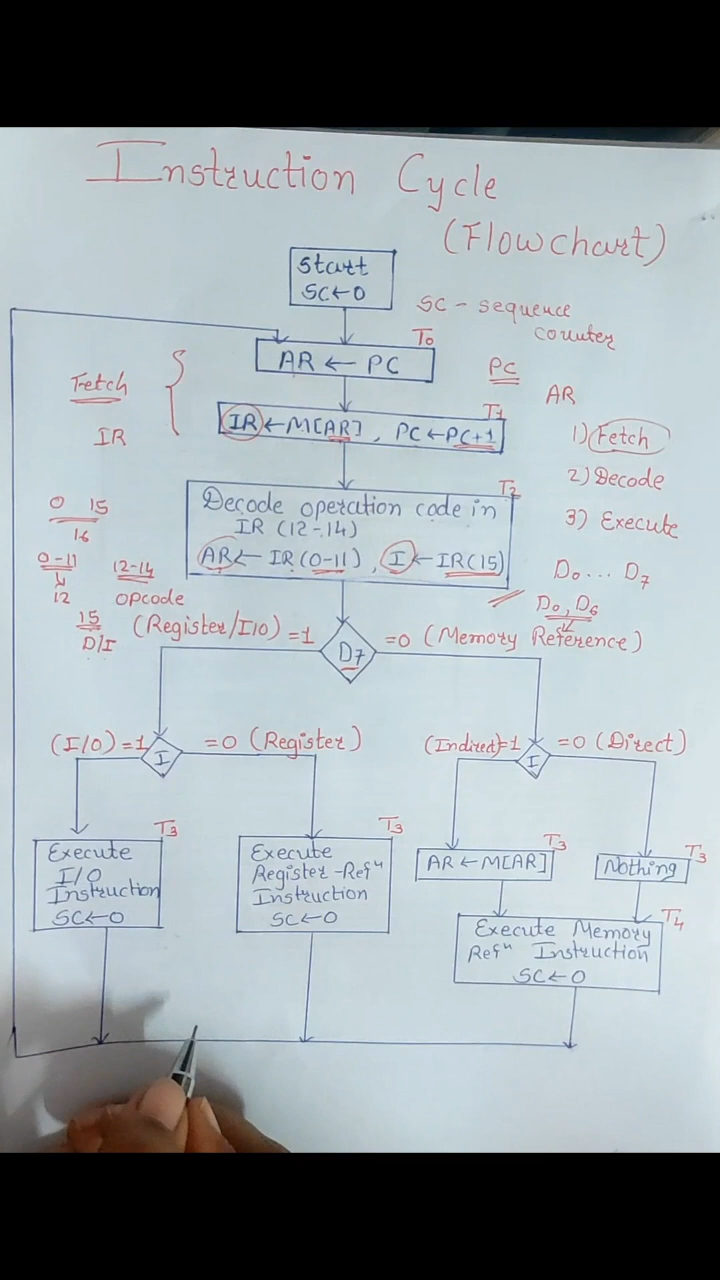 Instruction Cycle
(Flowchart)
Start
SC←0
SC - sequence
counter
T0
AR ← PC
PC
Fetch
AR
T1
IR←M[AR], PC←PC+1
IR
1) Fetch
2) Decode
3) Execute
T2
Decode operation code in
IR (12-14)
AR← IR(0-11), I←IR(15)
0 15
16
0-11
12
12-14
opcode
15
D/I
D0...D7
D0,D6
(Register/I/O) =1
D7
=0 (Memory Reference)
(I/O) =1
I
=0 (Register)
(Indirect)=1
I
=0 (Direct)
T3
Execute
I/O
Instruction
SC←0
T3
Execute
Register-Refn
Instruction
SC←0
T3
AR←M[AR]
T3
Nothing
T4
Execute Memory
Refn Instruction
SC←0